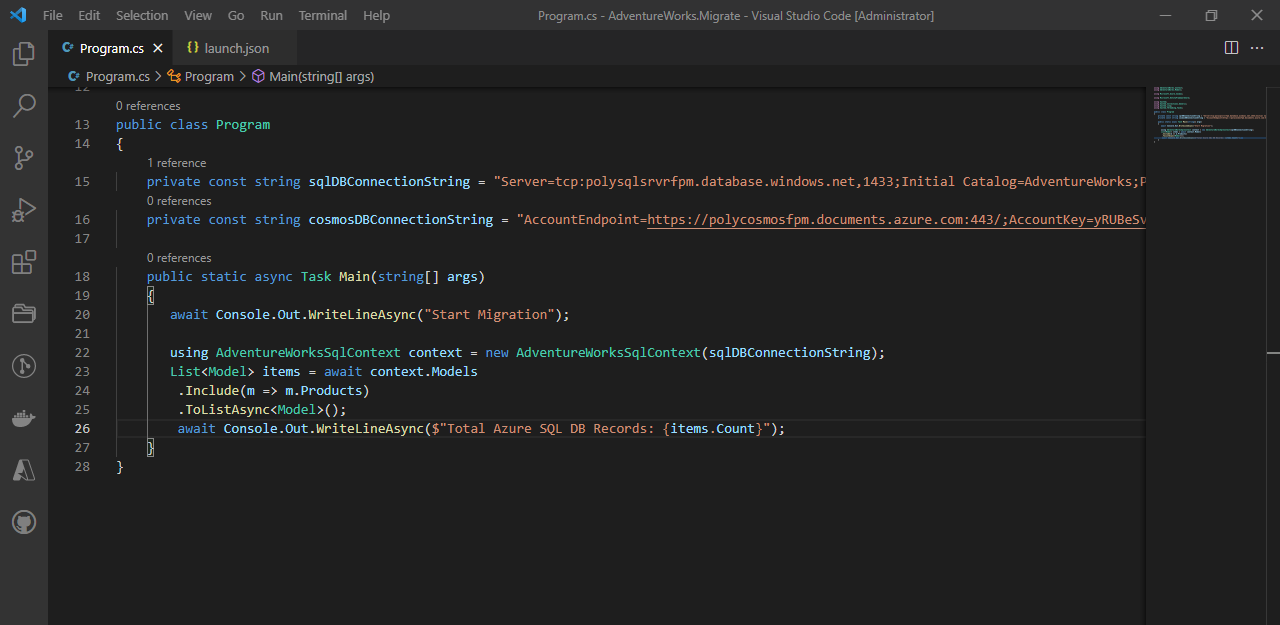 File Edit Selection View Go Run Terminal Help Program.cs - AdventureWorks.Migrate - Visual Studio Code [Administrator]
C# Program.cs {} launch.json
C# Program.cs > Program > Main(string[] args)
12
0 references
13 public class Program
14 {
1 reference
15 private const string sqlDBConnectionString = "Server=tcp:polysqlsrvrfpm.database.windows.net,1433;Initial Catalog=AdventureWorks;P
0 references
16 private const string cosmosDBConnectionString = "AccountEndpoint=https://polycosmosfpm.documents.azure.com:443/;AccountKey=yRUBeSv
17
0 references
18 public static async Task Main(string[] args)
19 {
20 await Console.Out.WriteLineAsync("Start Migration");
21
22 using AdventureWorksSqlContext context = new AdventureWorksSqlContext(sqlDBConnectionString);
23 List<Model> items = await context.Models
24 .Include(m => m.Products)
25 .ToListAsync<Model>();
26 await Console.Out.WriteLineAsync($"Total Azure SQL DB Records: {items.Count}");
27 }
28 }